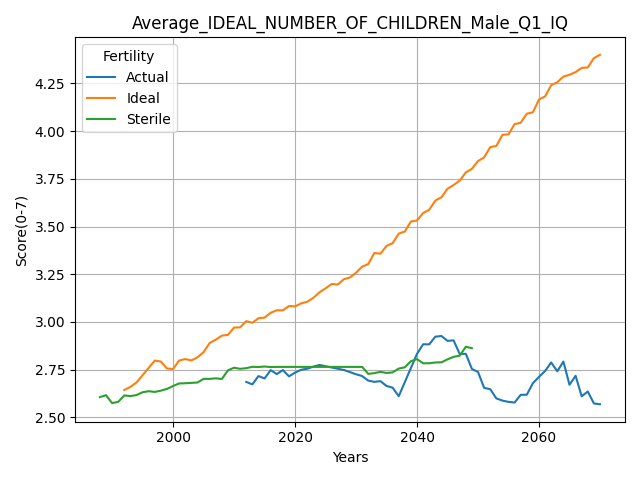 Average_IDEAL_NUMBER_OF_CHILDREN_Male_Q1_IQ
Fertility
Actual
Ideal
Sterile
Score(0-7)
4.25
4.00
3.75
3.50
3.25
3.00
2.75
2.50
2000
2020
2040
2060
Years